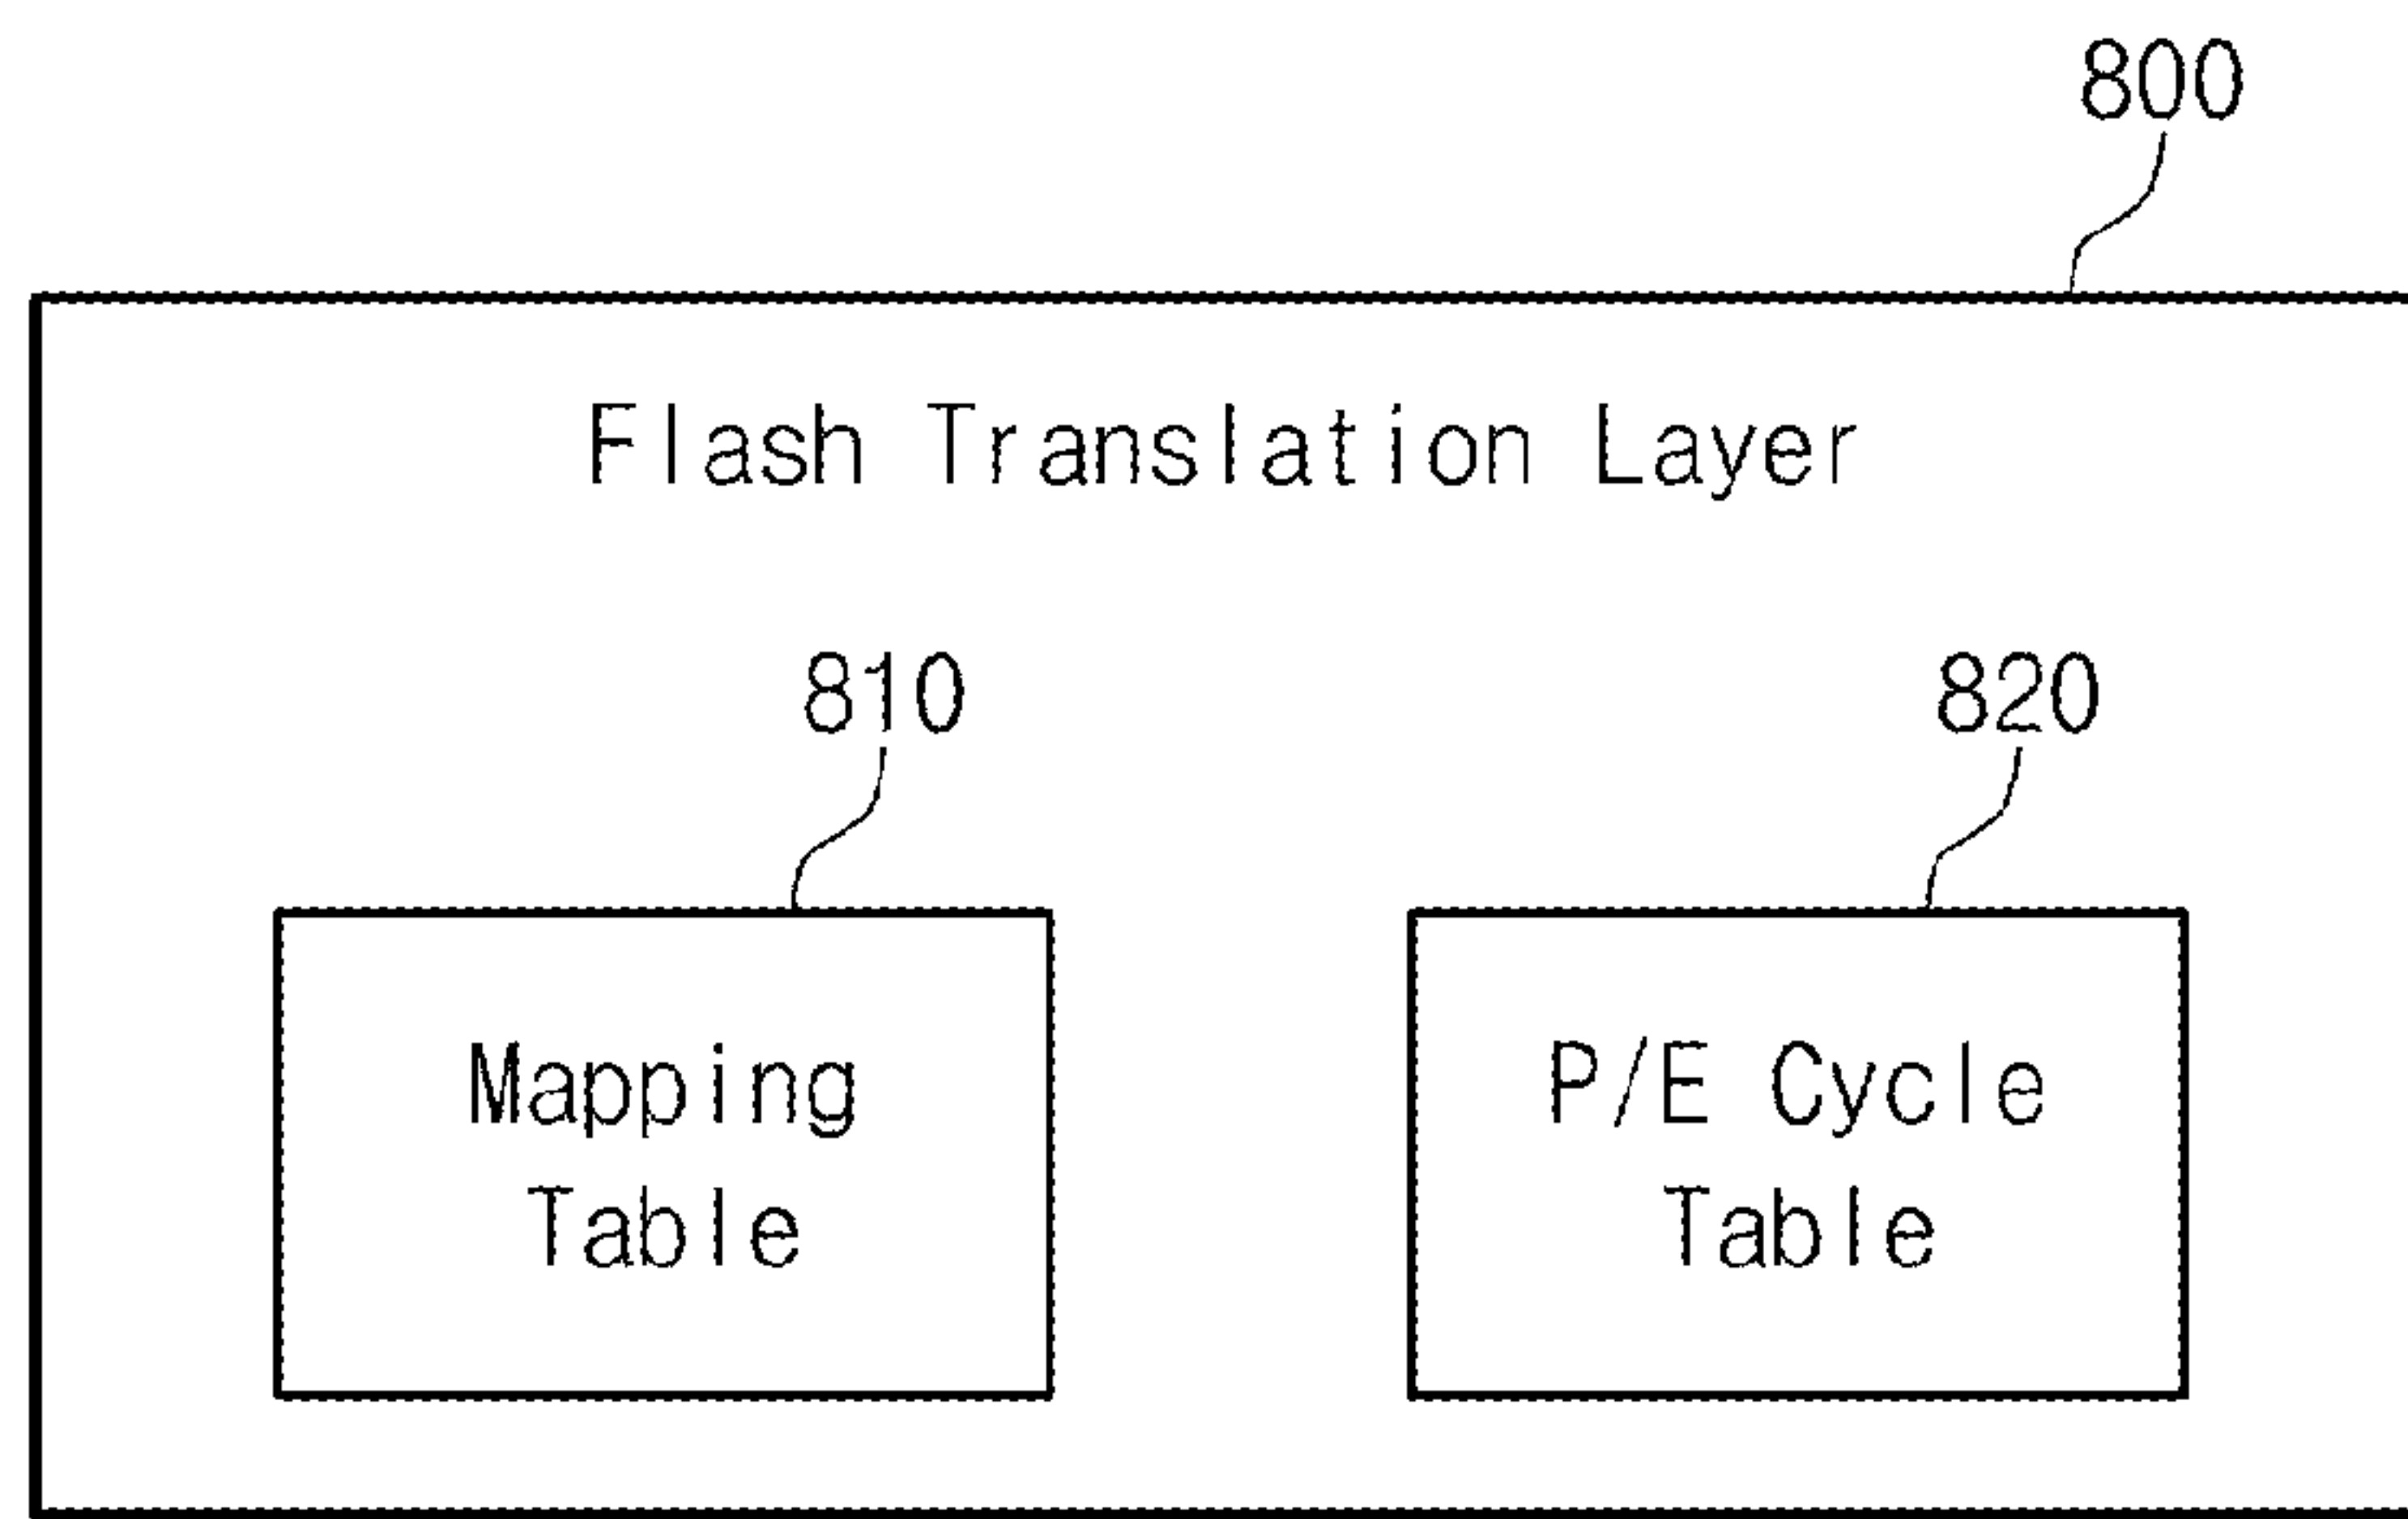 800
Flash Translation Layer
810
820
Mapping
Table
P/E Cycle
Table